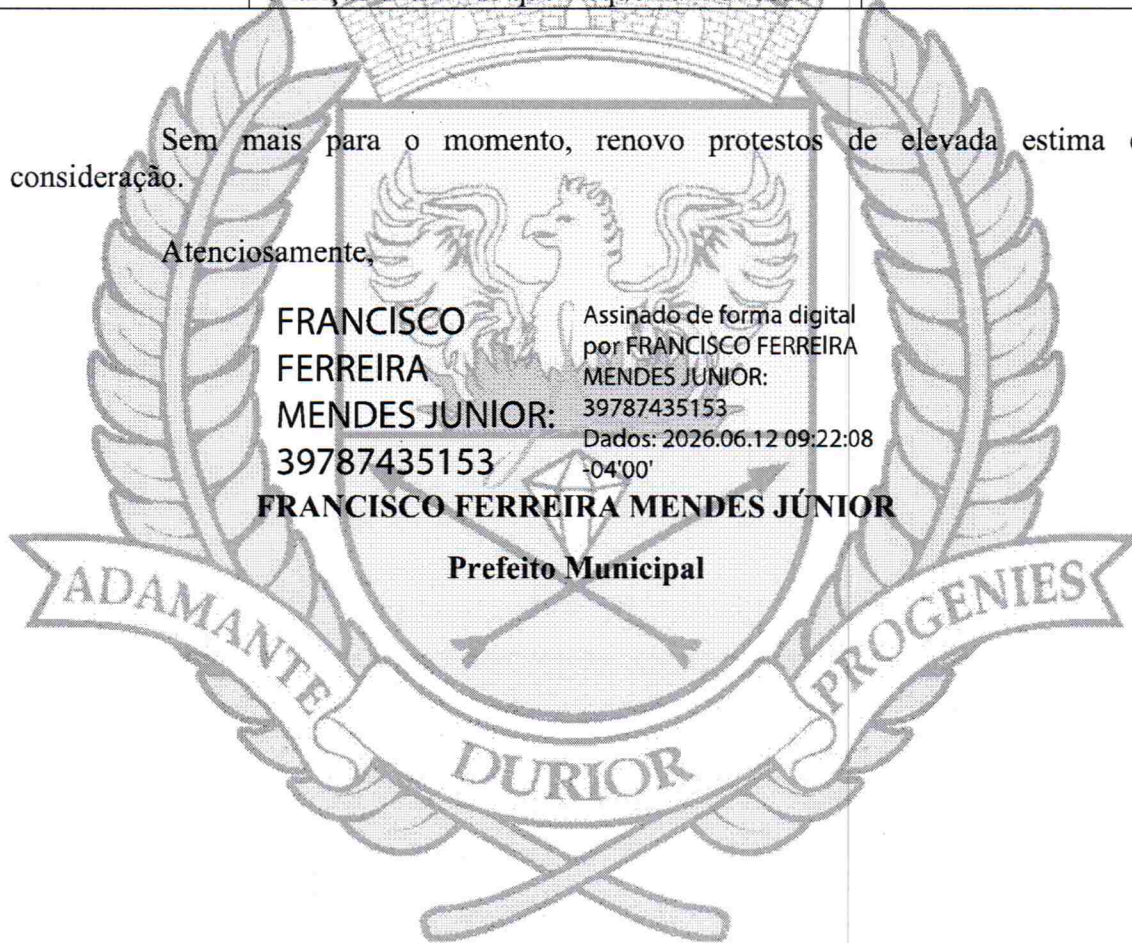 Sem mais para o momento, renovo protestos de elevada estima e
consideração.
Atenciosamente,
FRANCISCO
FERREIRA
MENDES JUNIOR:
39787435153
Assinado de forma digital
por FRANCISCO FERREIRA
MENDES JUNIOR:
39787435153
Dados: 2026.06.12 09:22:08
-04'00'
FRANCISCO FERREIRA MENDES JÚNIOR
Prefeito Municipal
ADAMANTE
DURIOR
PROGENIES